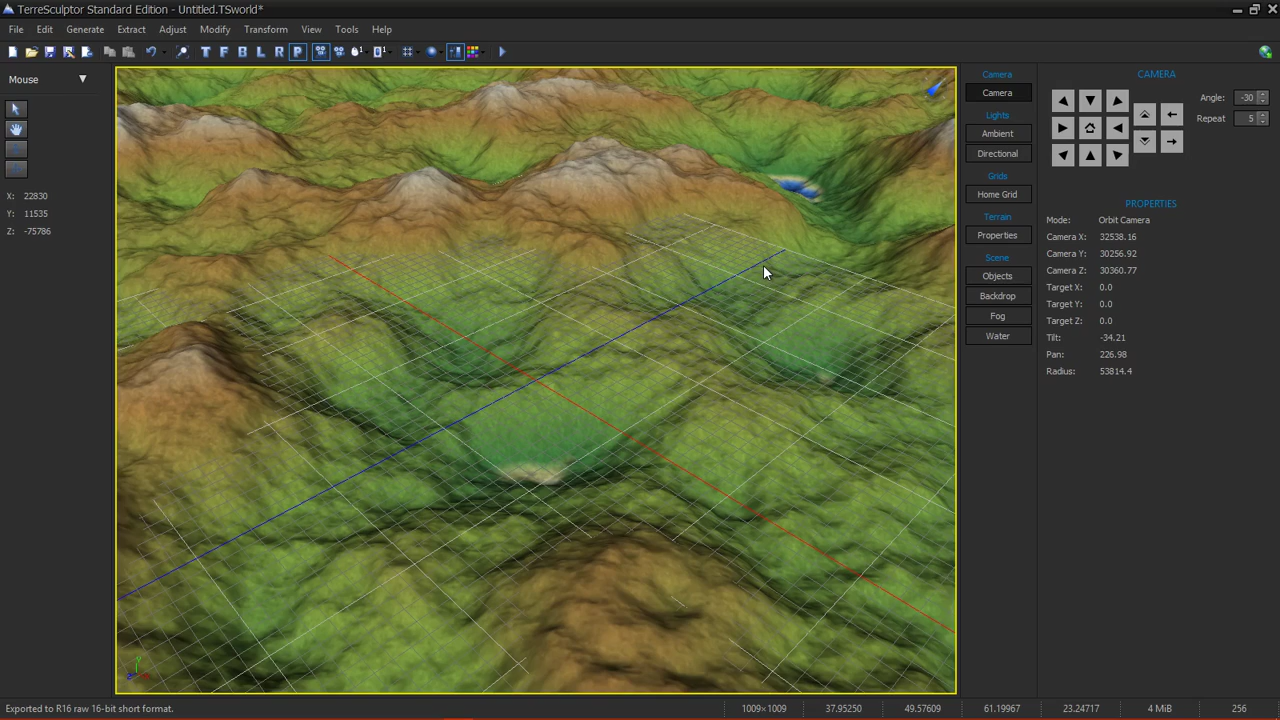 TerreSculptor Standard Edition - Untitled.TSworld*
File Edit Generate Extract Adjust Modify Transform View Tools Help
T F B L R P
Mouse
X: 22830
Y: 11535
Z: -75786
Camera
Camera
Lights
Ambient
Directional
Grids
Home Grid
Terrain
Properties
Scene
Objects
Backdrop
Fog
Water
CAMERA
Angle: -30
Repeat 5
PROPERTIES
Mode: Orbit Camera
Camera X: 32538.16
Camera Y: 30256.92
Camera Z: 30360.77
Target X: 0.0
Target Y: 0.0
Target Z: 0.0
Tilt: -34.21
Pan: 226.98
Radius: 53814.4
Exported to R16 raw 16-bit short format. 1009×1009 37.95250 49.57609 61.19967 23.24717 4 MiB 256